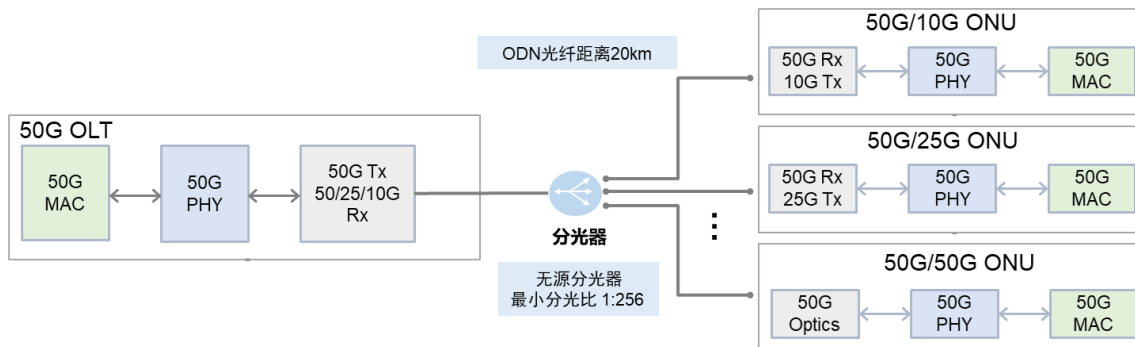 50G OLT
50G
MAC
50G
PHY
50G Tx
50/25/10G
Rx
ODN光纤距离20km
分光器
无源分光器
最小分光比 1:256
50G/10G ONU
50G Rx
10G Tx
50G
PHY
50G
MAC
50G/25G ONU
50G Rx
25G Tx
50G
PHY
50G
MAC
50G/50G ONU
50G
Optics
50G
PHY
50G
MAC